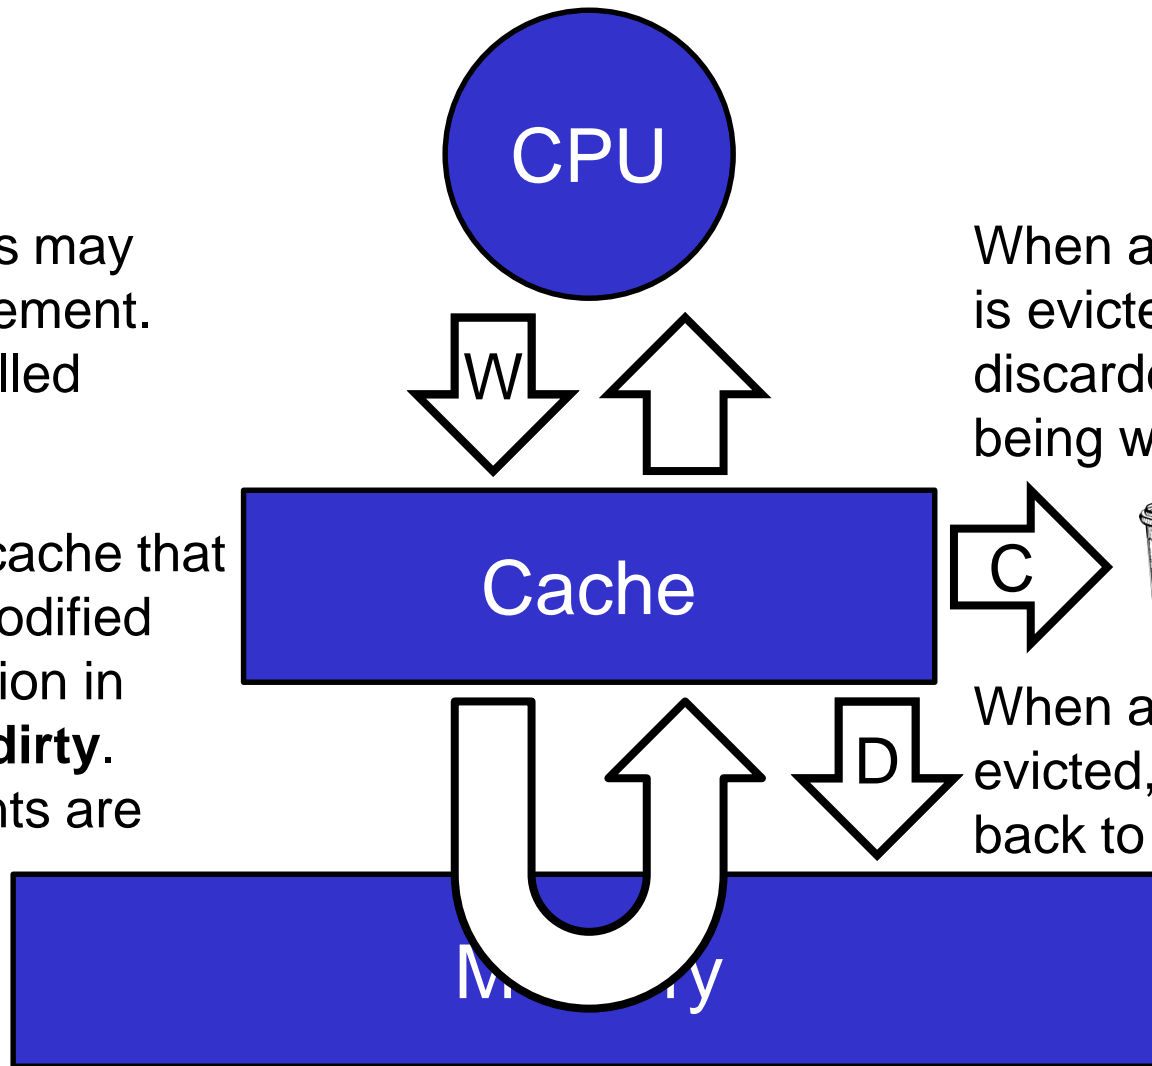 CPU
s may
ement.
lled
When a
is evicte
discarde
being w
W
cache that
odified
ion in
dirty.
nts are
Cache
C
When a
evicted,
back to
D
M y